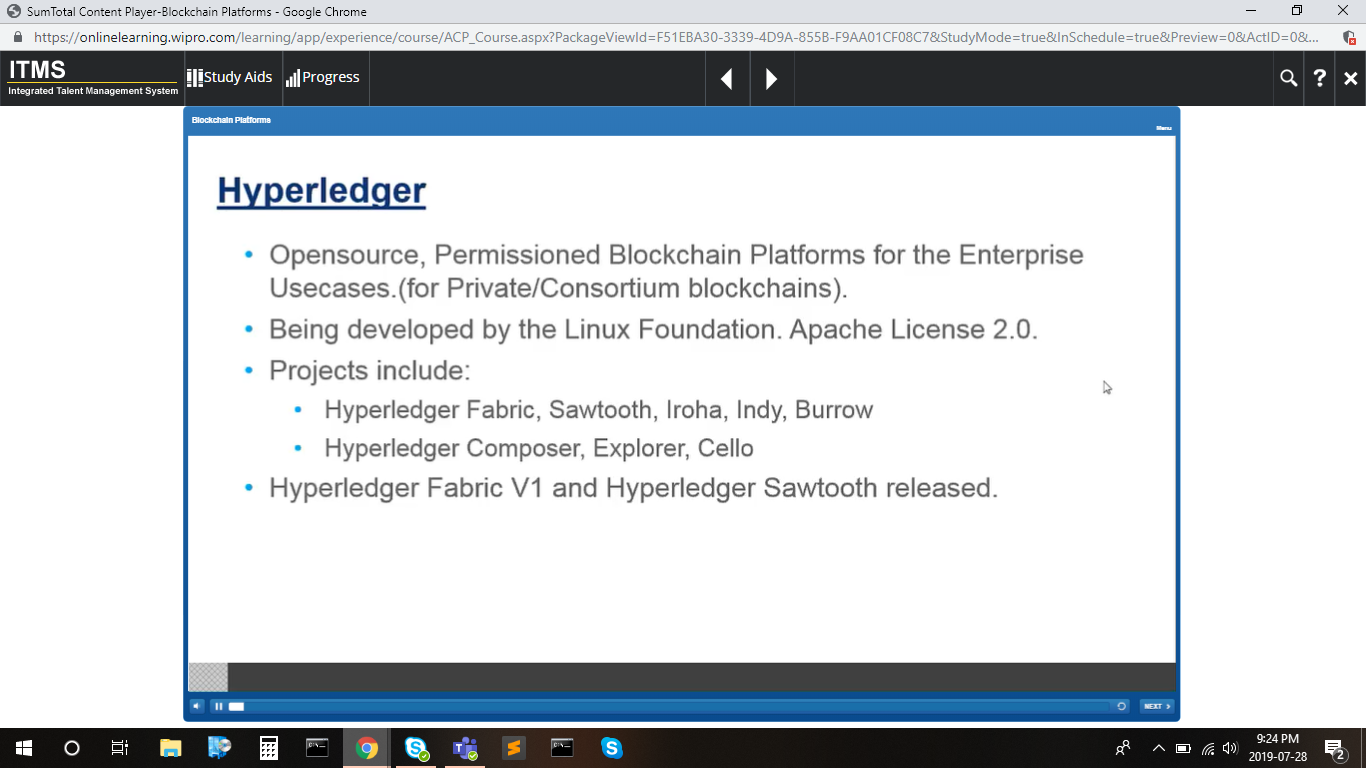 SumTotal Content Player-Blockchain Platforms - Google Chrome
https://onlinelearning.wipro.com/learning/app/experience/course/ACP_Course.aspx?PackageViewId=F51EBA30-3339-4D9A-855B-F9AA01CF08C7&StudyMode=true&InSchedule=true&Preview=0&ActID=0&...
ITMS
Integrated Talent Management System
Study Aids
Progress
?
Blockchain Platforms
Menu
Hyperledger
• Opensource, Permissioned Blockchain Platforms for the Enterprise
Usecases.(for Private/Consortium blockchains).
• Being developed by the Linux Foundation. Apache License 2.0.
• Projects include:
• Hyperledger Fabric, Sawtooth, Iroha, Indy, Burrow
• Hyperledger Composer, Explorer, Cello
• Hyperledger Fabric V1 and Hyperledger Sawtooth released.
NEXT >
9:24 PM
2019-07-28
2